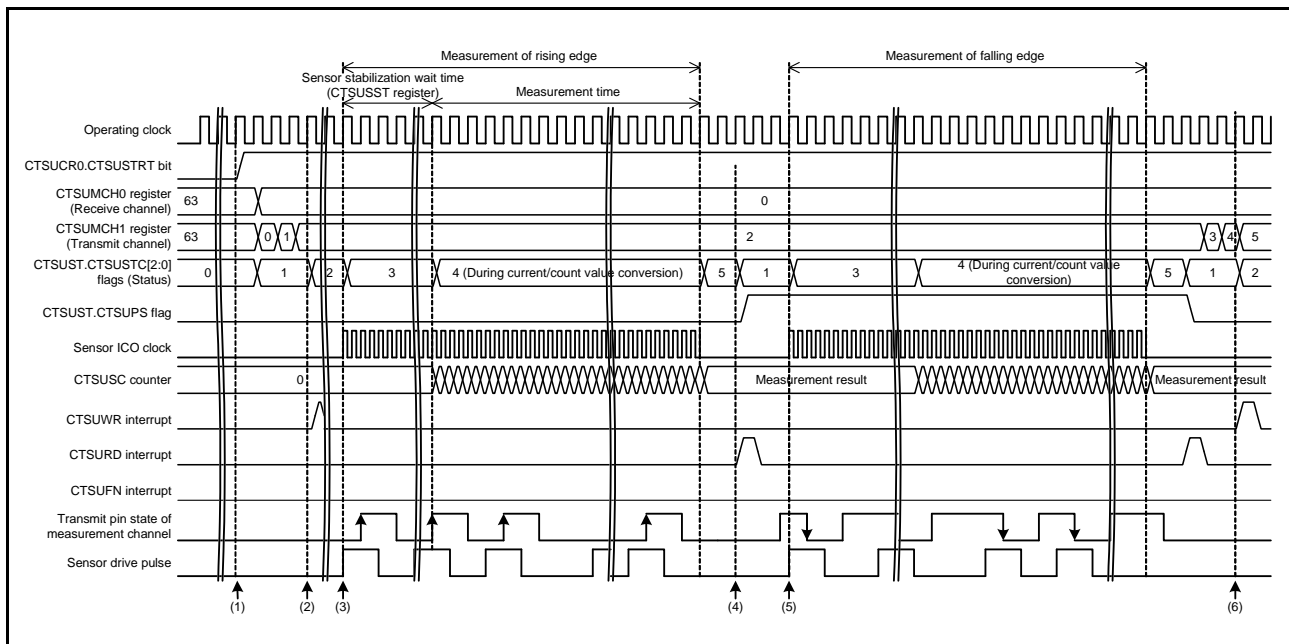 Measurement of rising edge
Measurement of falling edge
Sensor stabilization wait time
(CTSUSST register)
Measurement time
Operating clock
CTSUCR0.CTSUSTRT bit
CTSUMCH0 register
(Receive channel)
63
0
CTSUMCH1 register
(Transmit channel)
63
0
1
2
3
4
5
CTSUST.CTSUSTC[2:0]
flags (Status)
0
1
2
3
4 (During current/count value conversion)
5
1
3
4 (During current/count value
conversion)
5
1
2
CTSUST.CTSUPS flag
Sensor ICO clock
CTSUSC counter
0
Measurement result
Measurement result
CTSUWR interrupt
CTSURD interrupt
CTSUFN interrupt
Transmit pin state of
measurement channel
Sensor drive pulse
(1)
(2)
(3)
(4)
(5)
(6)